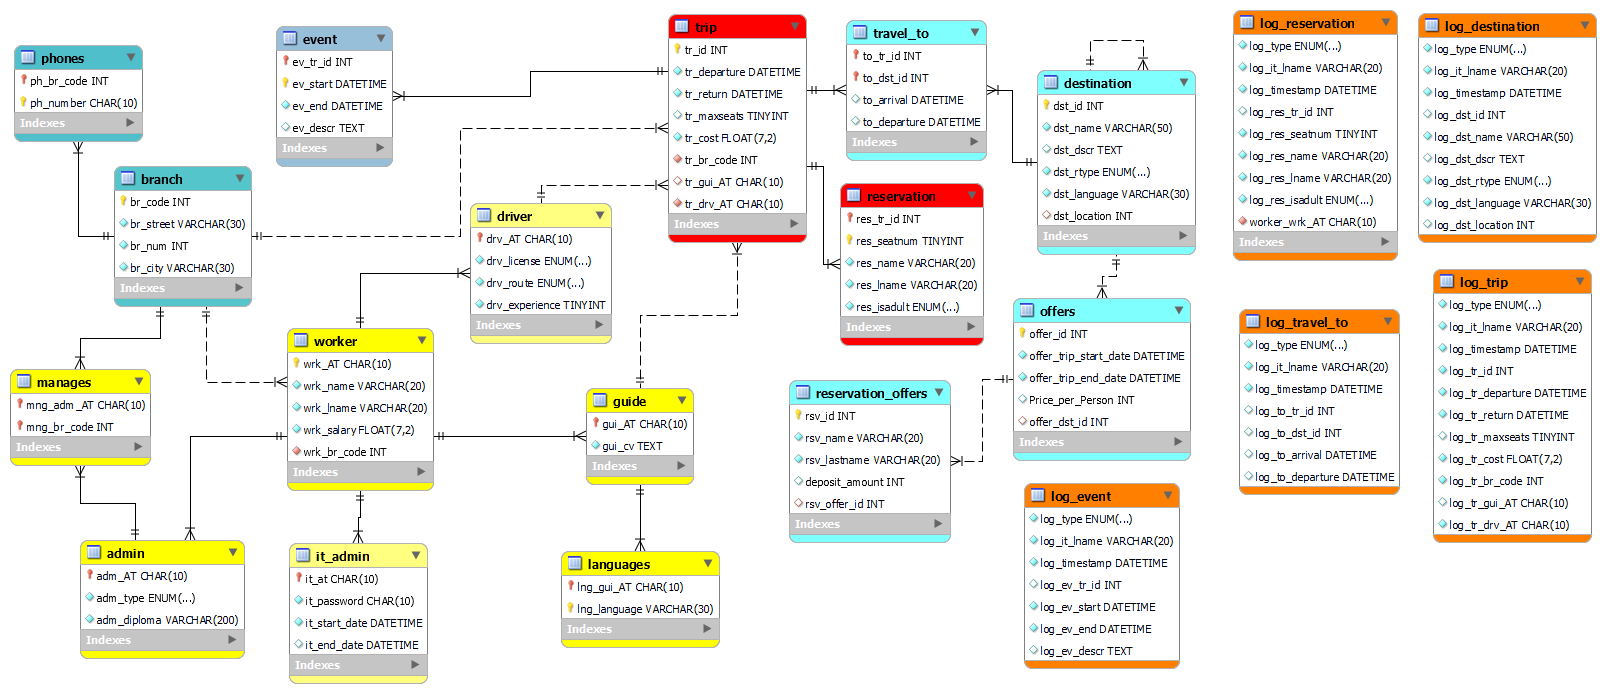 phones
ph_br_code INT
ph_number CHAR(10)
Indexes
event
ev_tr_id INT
ev_start DATETIME
ev_end DATETIME
ev_descr TEXT
Indexes
trip
tr_id INT
tr_departure DATETIME
tr_return DATETIME
tr_maxseats TINYINT
tr_cost FLOAT(7,2)
tr_br_code INT
tr_gui_AT CHAR(10)
tr_drv_AT CHAR(10)
Indexes
travel_to
to_tr_id INT
to_dst_id INT
to_arrival DATETIME
to_departure DATETIME
Indexes
destination
dst_id INT
dst_name VARCHAR(50)
dst_dscr TEXT
dst_rtype ENUM(...)
dst_language VARCHAR(30)
dst_location INT
Indexes
log_reservation
log_type ENUM(...)
log_it_lname VARCHAR(20)
log_timestamp DATETIME
log_res_tr_id INT
log_res_seatnum TINYINT
log_res_name VARCHAR(20)
log_res_lname VARCHAR(20)
log_res_isadult ENUM(...)
worker_wrk_AT CHAR(10)
Indexes
log_destination
log_type ENUM(...)
log_it_lname VARCHAR(20)
log_timestamp DATETIME
log_dst_id INT
log_dst_name VARCHAR(50)
log_dst_dscr TEXT
log_dst_rtype ENUM(...)
log_dst_language VARCHAR(30)
log_dst_location INT
branch
br_code INT
br_street VARCHAR(30)
br_num INT
br_city VARCHAR(30)
Indexes
driver
drv_AT CHAR(10)
drv_license ENUM(...)
drv_route ENUM(...)
drv_experience TINYINT
Indexes
reservation
res_tr_id INT
res_seatnum TINYINT
res_name VARCHAR(20)
res_lname VARCHAR(20)
res_isadult ENUM(...)
Indexes
log_trip
log_type ENUM(...)
log_it_lname VARCHAR(20)
log_timestamp DATETIME
log_tr_id INT
log_tr_departure DATETIME
log_tr_return DATETIME
log_tr_maxseats TINYINT
log_tr_cost FLOAT(7,2)
log_tr_br_code INT
log_tr_gui_AT CHAR(10)
log_tr_drv_AT CHAR(10)
offers
offer_id INT
offer_trip_start_date DATETIME
offer_trip_end_date DATETIME
Price_per_Person INT
offer_dst_id INT
Indexes
log_travel_to
log_type ENUM(...)
log_it_lname VARCHAR(20)
log_timestamp DATETIME
log_to_tr_id INT
log_to_dst_id INT
log_to_arrival DATETIME
log_to_departure DATETIME
worker
wrk_AT CHAR(10)
wrk_name VARCHAR(20)
wrk_lname VARCHAR(20)
wrk_salary FLOAT(7,2)
wrk_br_code INT
Indexes
manages
mng_adm_AT CHAR(10)
mng_br_code INT
Indexes
guide
gui_AT CHAR(10)
gui_cv TEXT
Indexes
reservation_offers
rsv_id INT
rsv_name VARCHAR(20)
rsv_lastname VARCHAR(20)
deposit_amount INT
rsv_offer_id INT
Indexes
log_event
log_type ENUM(...)
log_it_lname VARCHAR(20)
log_timestamp DATETIME
log_ev_tr_id INT
log_ev_start DATETIME
log_ev_end DATETIME
log_ev_descr TEXT
admin
adm_AT CHAR(10)
adm_type ENUM(...)
adm_diploma VARCHAR(200)
Indexes
it_admin
it_at CHAR(10)
it_password CHAR(10)
it_start_date DATETIME
it_end_date DATETIME
Indexes
languages
lng_gui_AT CHAR(10)
lng_language VARCHAR(30)
Indexes